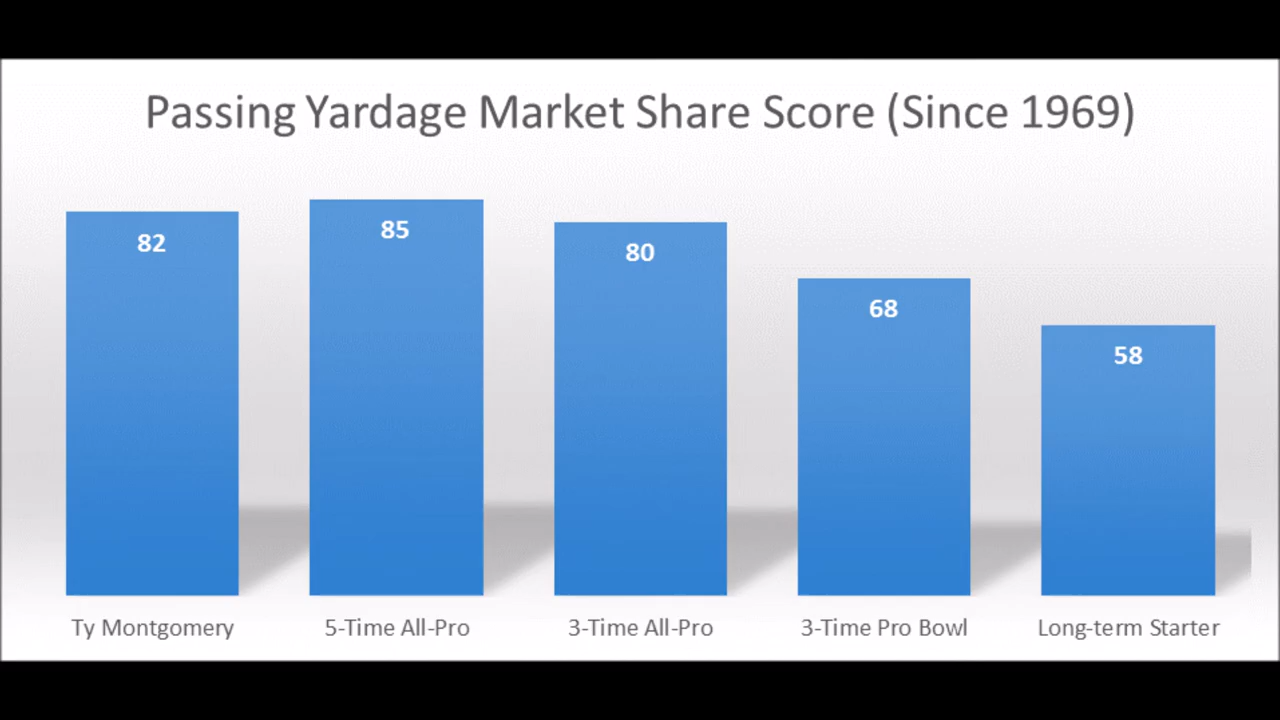 Passing Yardage Market Share Score (Since 1969)
82
85
80
68
58
Ty Montgomery
5-Time All-Pro
3-Time All-Pro
3-Time Pro Bowl
Long-term Starter